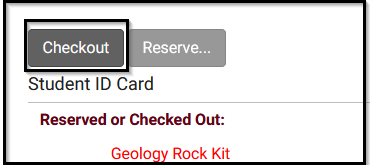 Checkout Reserve...
Student ID Card
Reserved or Checked Out:
Geology Rock Kit